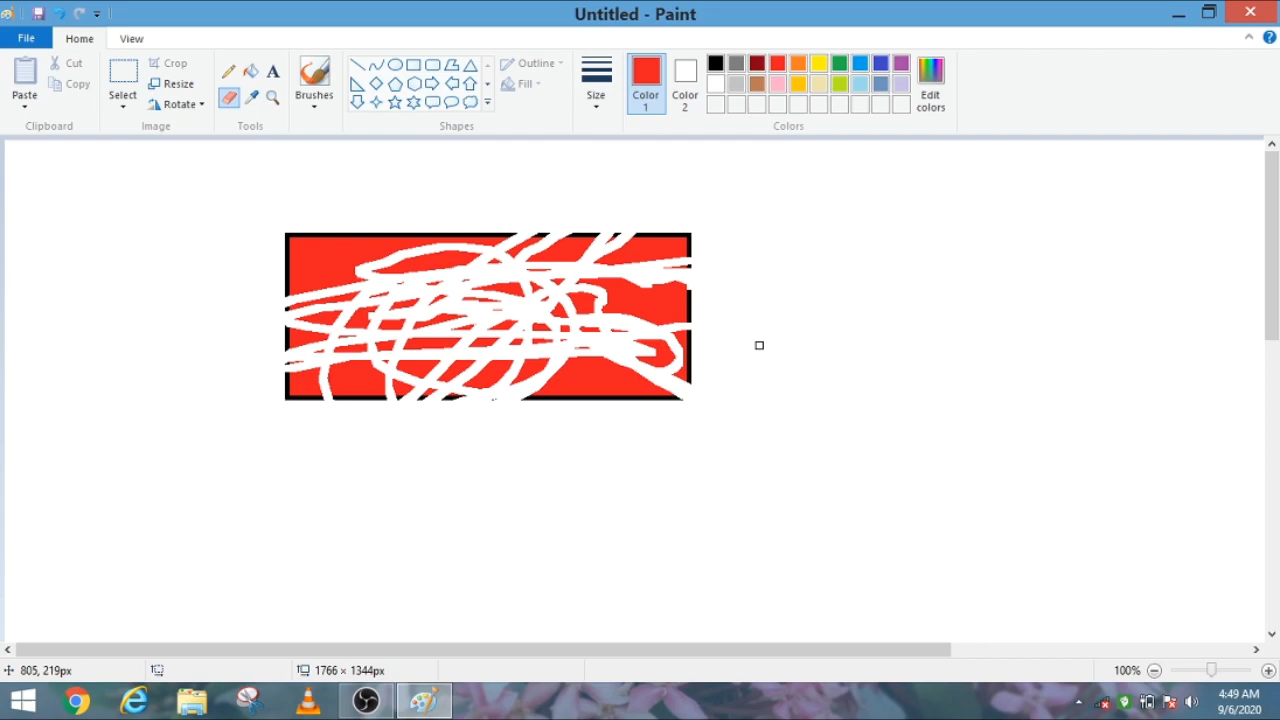 Untitled - Paint
File Home View
Paste
Cut
Copy
Clipboard
Select
Crop
Resize
Rotate
Image
A
Tools
Brushes
Outline
Fill
Shapes
Size
Color 1
Color 2
Edit colors
Colors
805, 219px
1766 × 1344px
100%
4:49 AM
9/6/2020